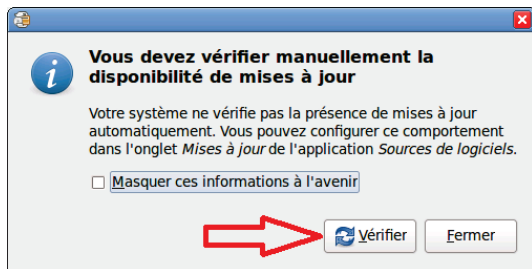 Vous devez vérifier manuellement la
disponibilité de mises à jour
Votre système ne vérifie pas la présence de mises à jour
automatiquement. Vous pouvez configurer ce comportement
dans l'onglet Mises à jour de l'application Sources de logiciels.
Masquer ces informations à l'avenir
Vérifier
Fermer